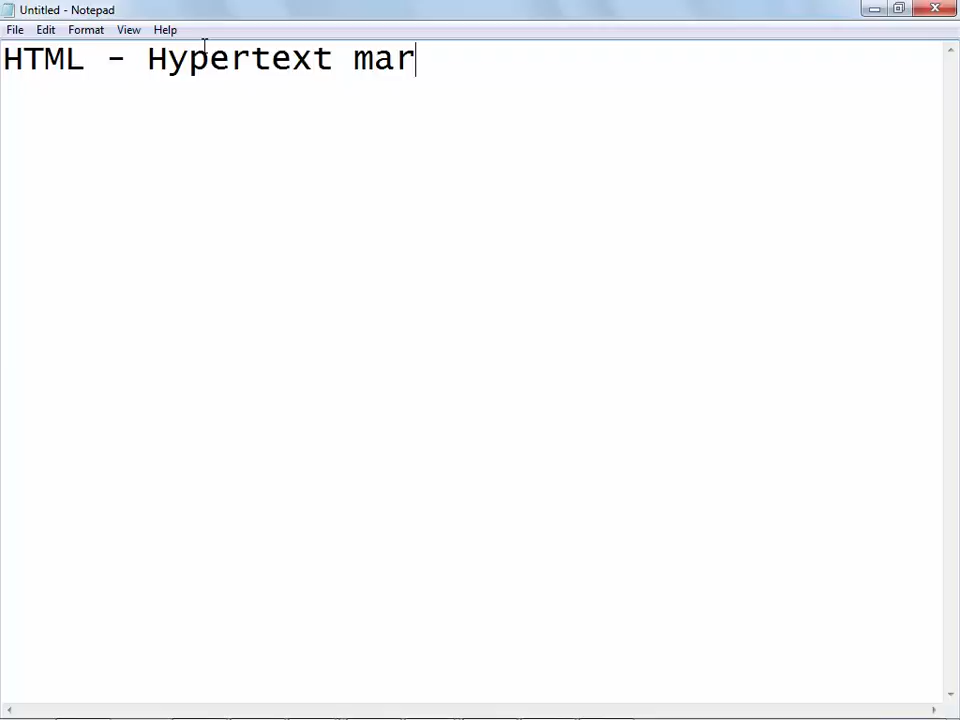 Untitled - Notepad
File Edit Format View Help
HTML - Hypertext mar